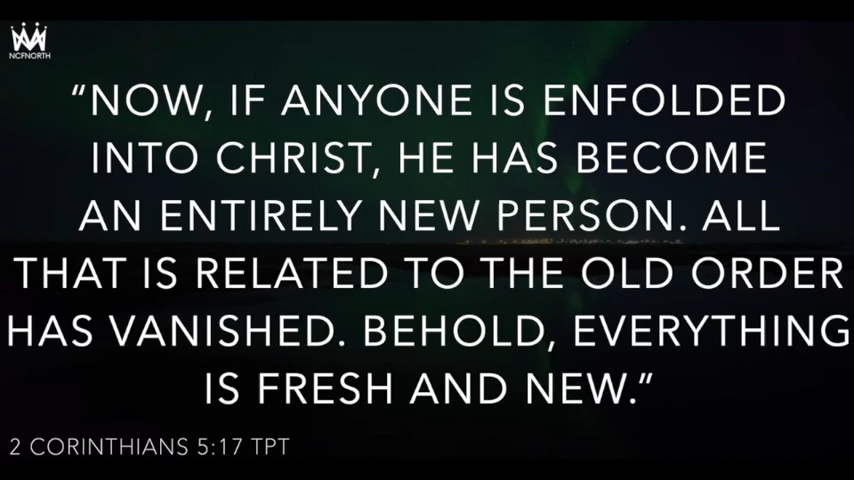 NCFNORTH
“NOW, IF ANYONE IS ENFOLDED
INTO CHRIST, HE HAS BECOME
AN ENTIRELY NEW PERSON. ALL
THAT IS RELATED TO THE OLD ORDER
HAS VANISHED. BEHOLD, EVERYTHING
IS FRESH AND NEW.”
2 CORINTHIANS 5:17 TPT